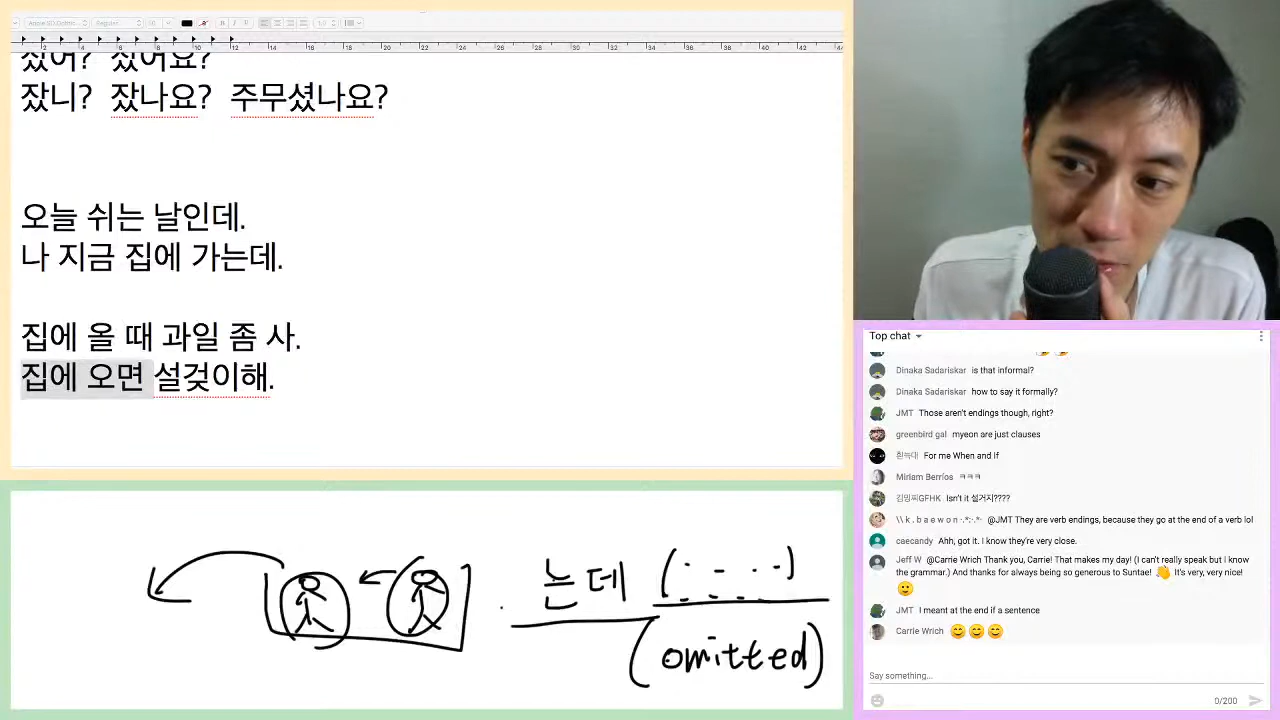 Regular
잤어? 잤어요?
잤니? 잤나요? 주무셨나요?
오늘 쉬는 날인데.
나 지금 집에 가는데.
집에 올 때 과일 좀 사.
집에 오면 설겆이해.
는데 (
(omitted)
Top chat
Dinaka Sadariskar is that informal?
Dinaka Sadariskar how to say it formally?
JMT Those aren't endings though, right?
greenbird gal myeon are just clauses
For me When and If
Miriam Berríos ㅋㅋㅋ
Isn't it 설거지????
\\ k . b a e w o n @JMT They are verb endings, because they go at the end of a verb lol
caecandy Ahh, got it. I know they're very close.
Jeff W @Carrie Wrich Thank you, Carrie! That makes my day! (I can't really speak but I know
the grammar.) And thanks for always being so generous to Suntae! It's very, very nice!
JMT I meant at the end if a sentence
Carrie Wrich
Say something...
0/200